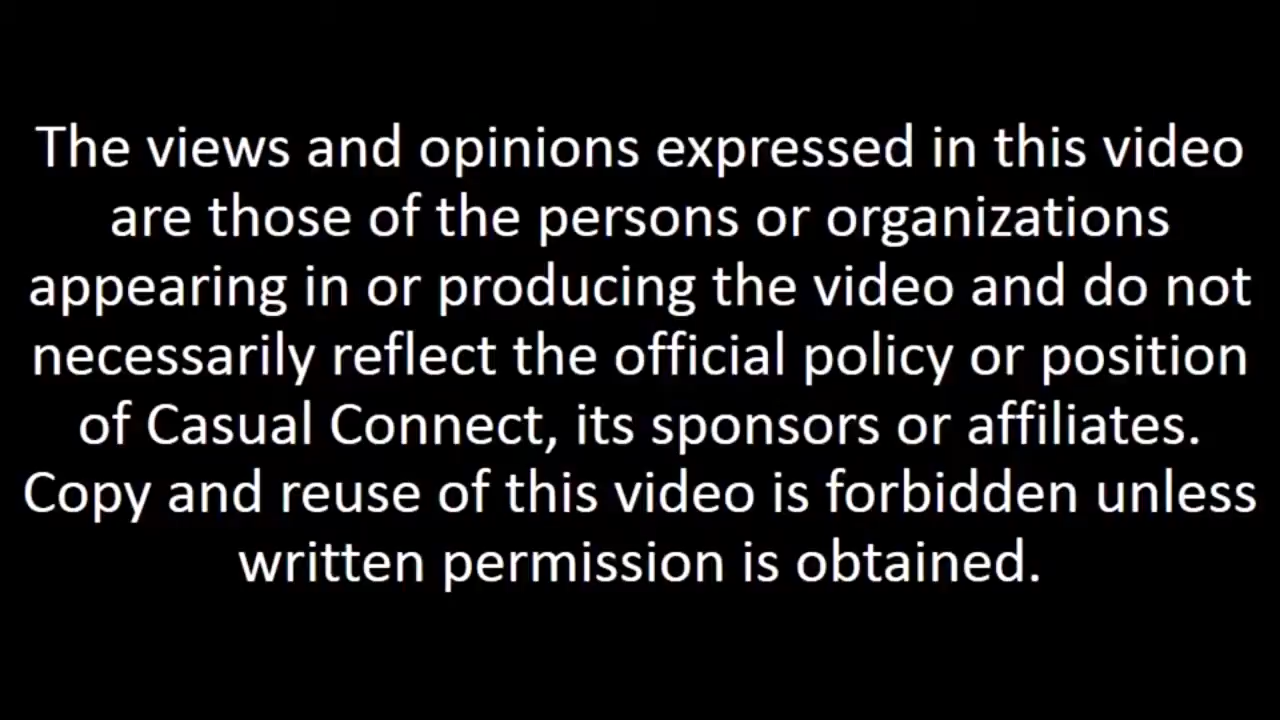 The views and opinions expressed in this video
are those of the persons or organizations
appearing in or producing the video and do not
necessarily reflect the official policy or position
of Casual Connect, its sponsors or affiliates.
Copy and reuse of this video is forbidden unless
written permission is obtained.